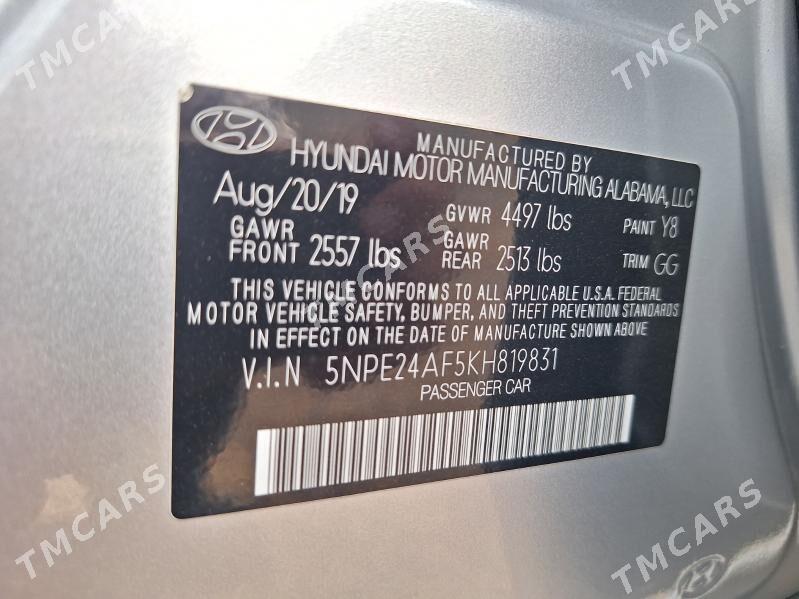 TMCARS
TMCARS
MANUFACTURED BY
HYUNDAI MOTOR MANUFACTURING ALABAMA, LLC
Aug/20/19 GVWR 4497 lbs PAINT Y8
GAWR FRONT 2557 lbs GAWR REAR 2513 lbs TRIM GG
TMCARS
THIS VEHICLE CONFORMS TO ALL APPLICABLE U.S.A. FEDERAL
MOTOR VEHICLE SAFETY, BUMPER, AND THEFT PREVENTION STANDARDS
IN EFFECT ON THE DATE OF MANUFACTURE SHOWN ABOVE
V.I.N 5NPE24AF5KH819831
PASSENGER CAR
TMCARS
TMCARS